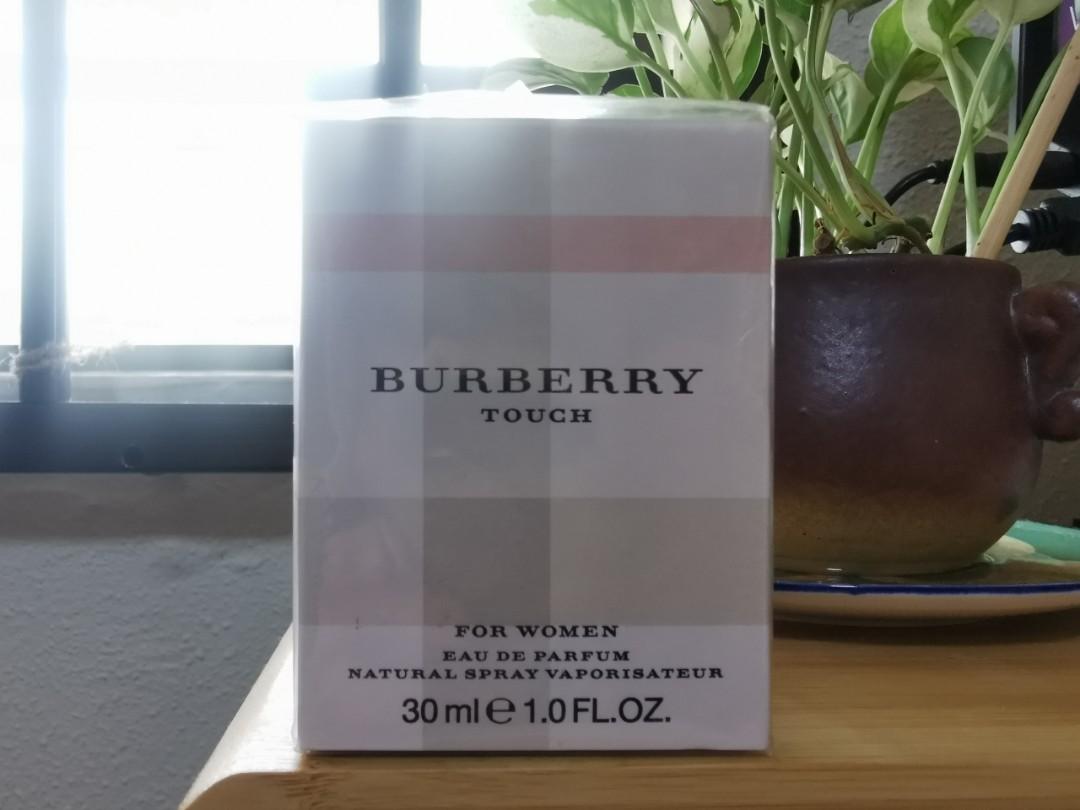 BURBERRY
TOUCH
FOR WOMEN
EAU DE PARFUM
NATURAL SPRAY VAPORISATEUR
30 ml ℮ 1.0 FL.OZ.